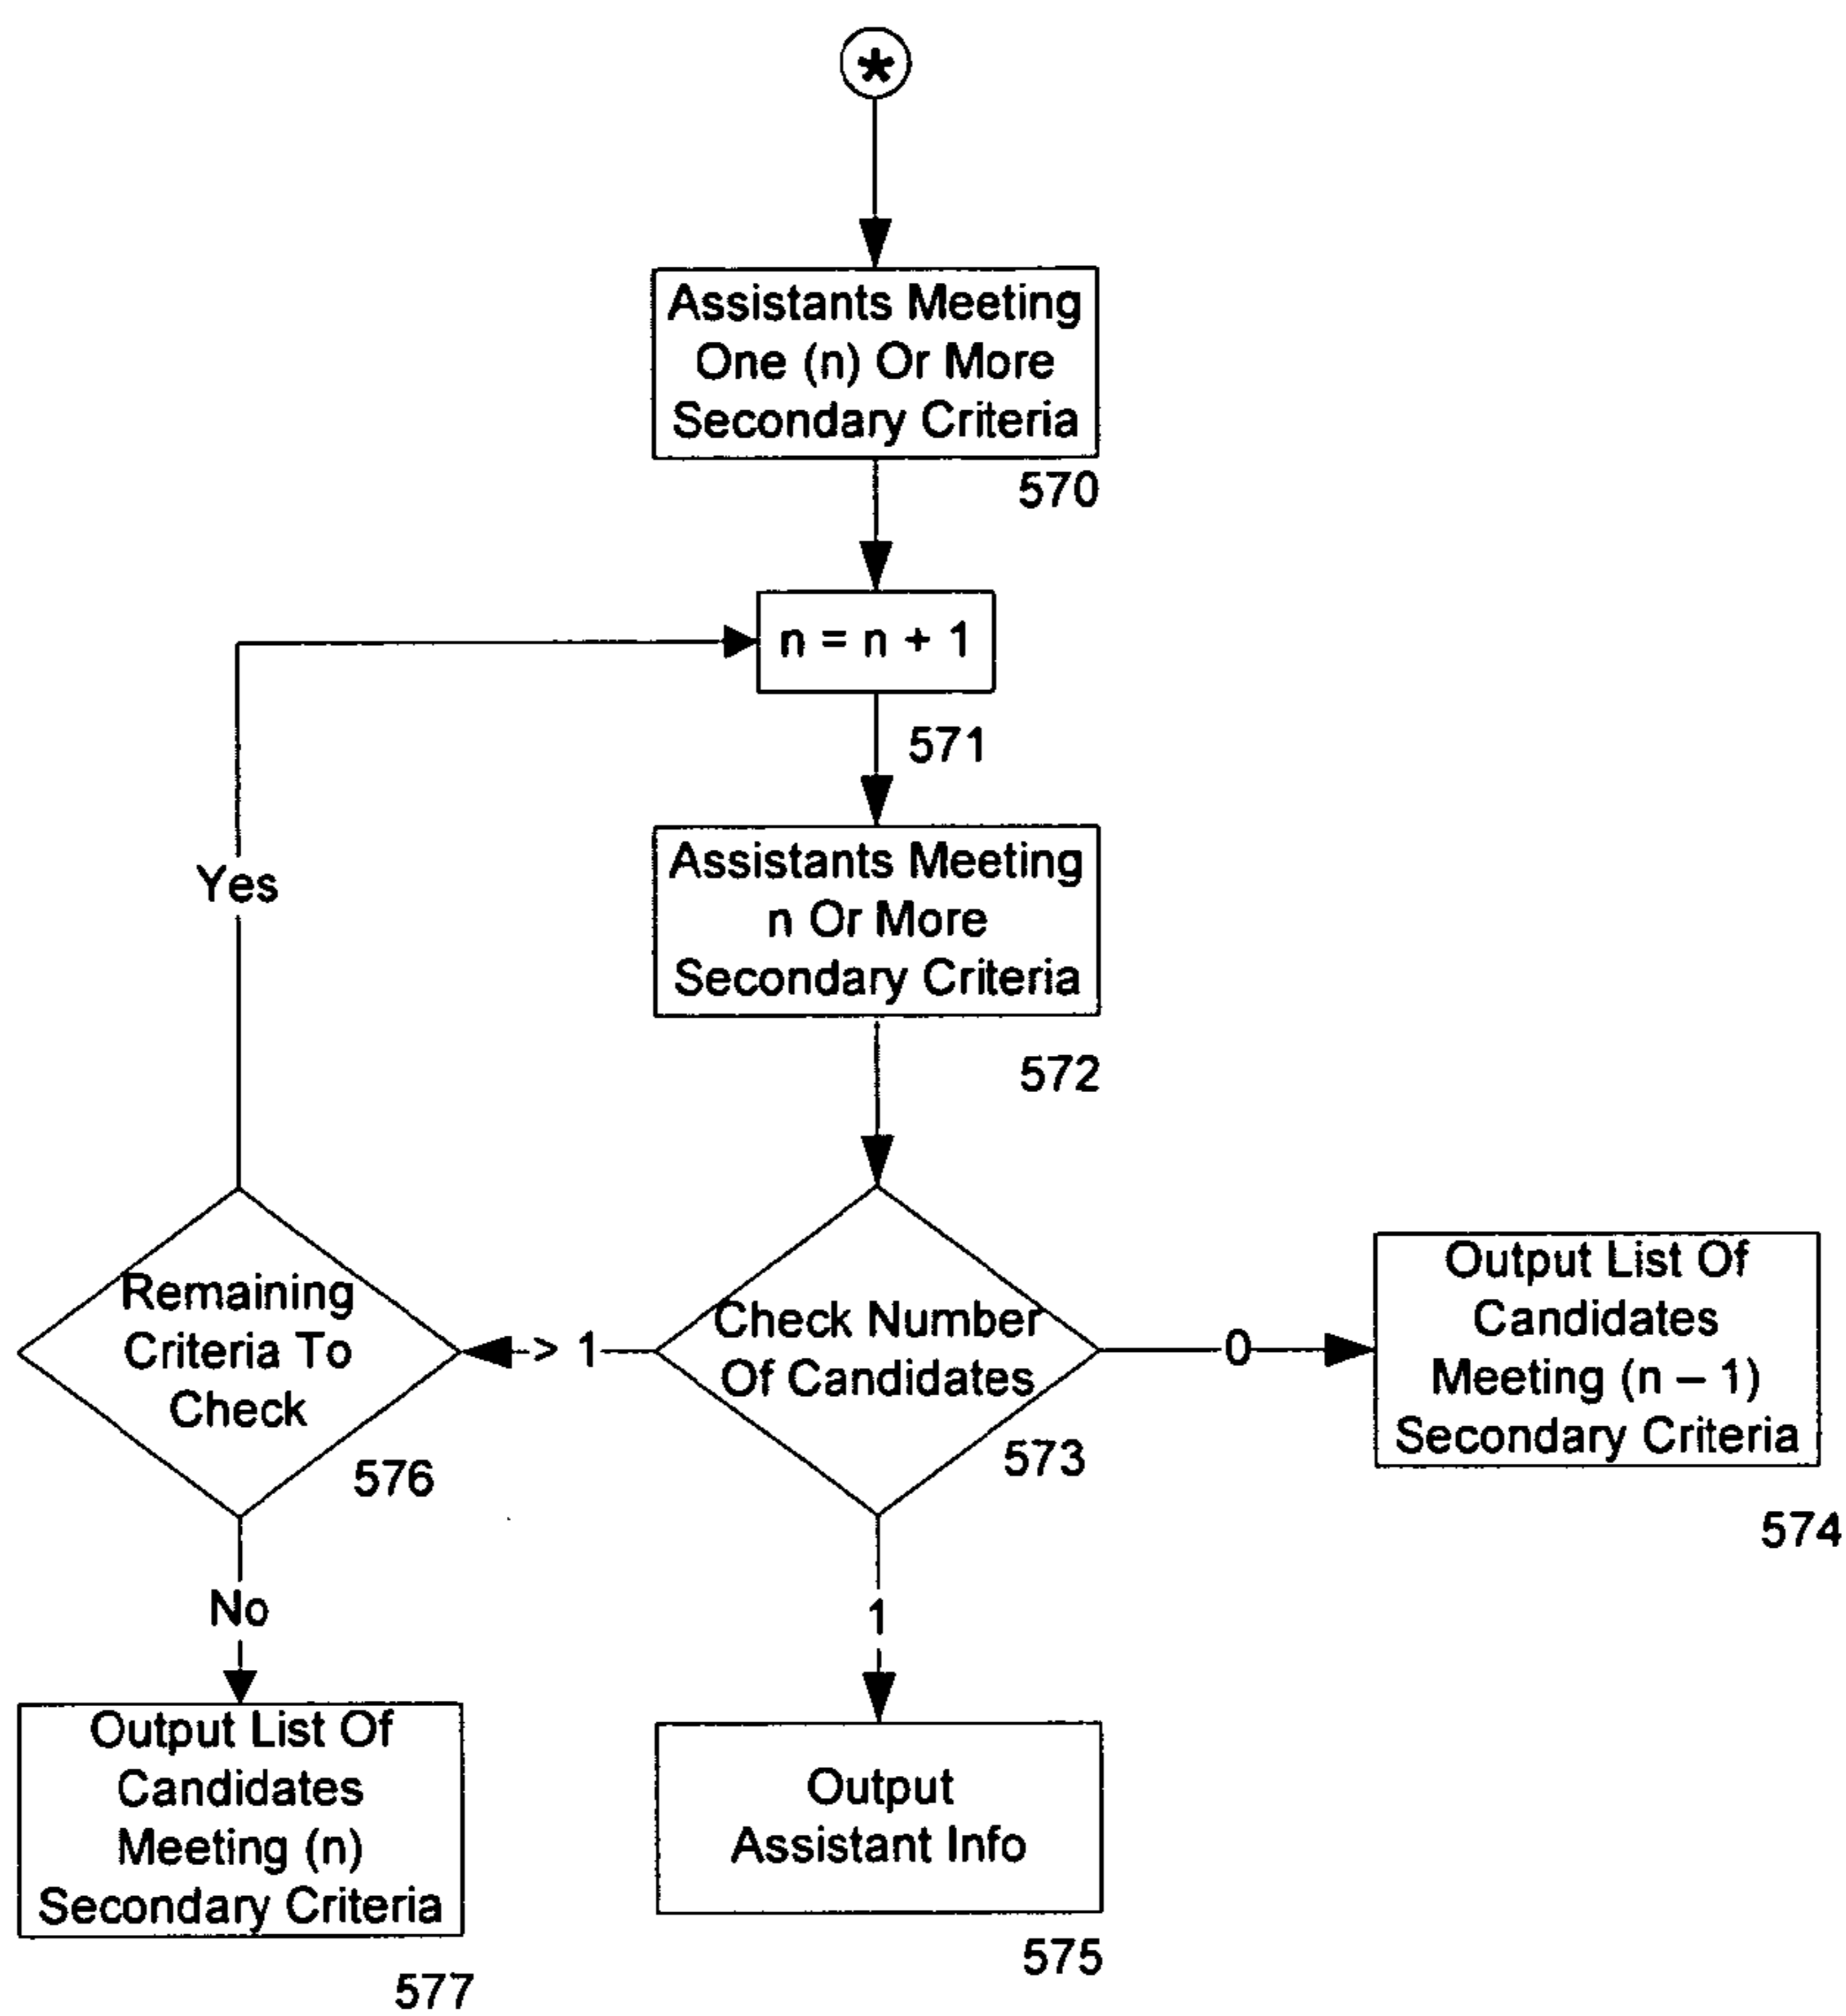 *
Assistants Meeting
One (n) Or More
Secondary Criteria
570
n = n + 1
571
Yes
Assistants Meeting
n Or More
Secondary Criteria
572
Remaining
Criteria To
Check
576
> 1
Check Number
Of Candidates
573
0
Output List Of
Candidates
Meeting (n – 1)
Secondary Criteria
574
No
1
Output List Of
Candidates
Meeting (n)
Secondary Criteria
577
Output
Assistant Info
575